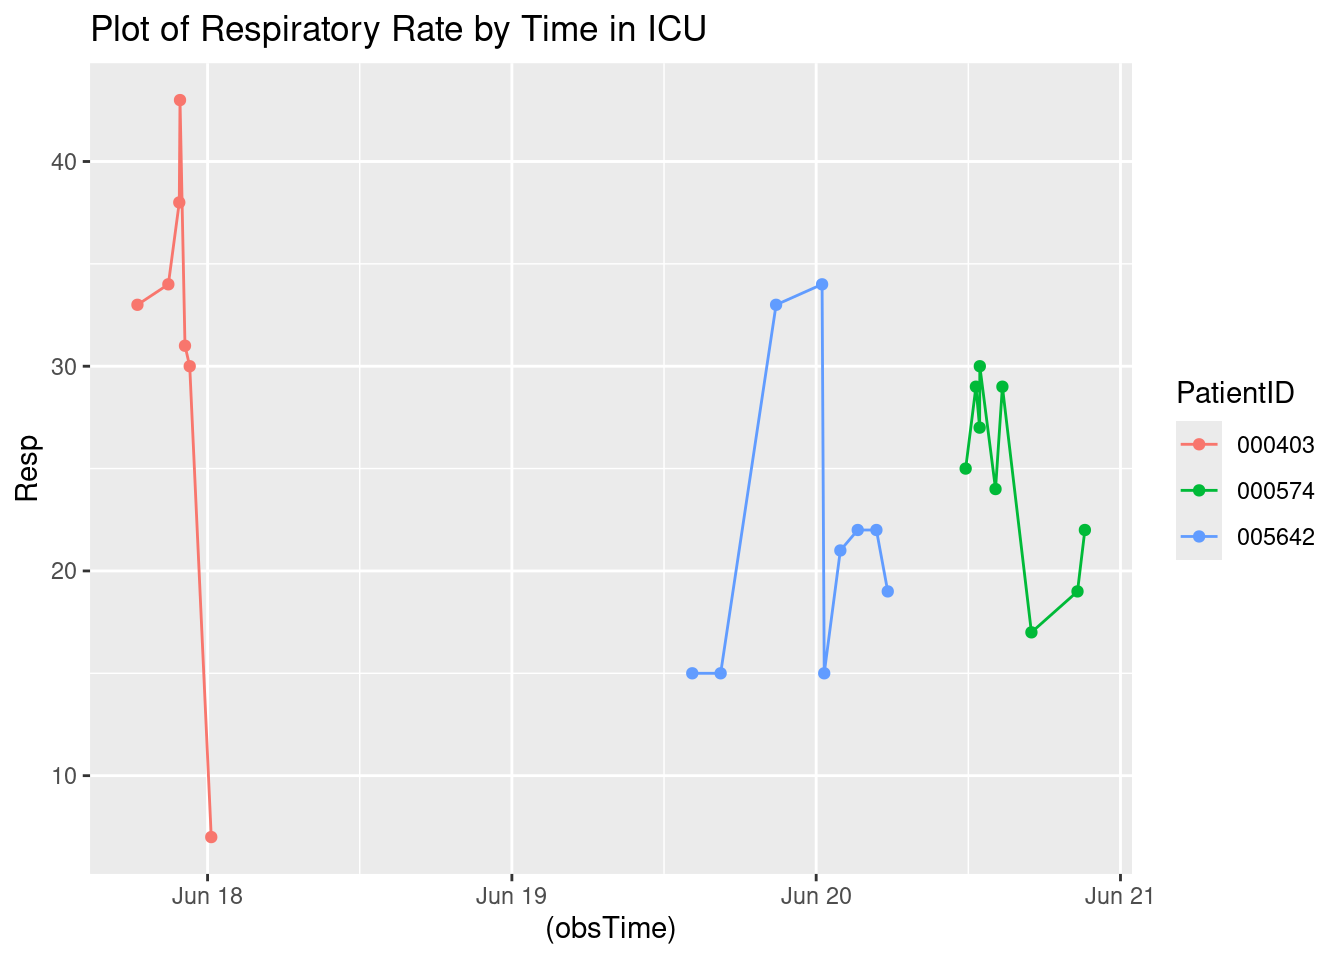 Plot of Respiratory Rate by Time in ICU
40
30
20
10
Resp
Jun 18
Jun 19
Jun 20
Jun 21
(obsTime)
PatientID
000403
000574
005642